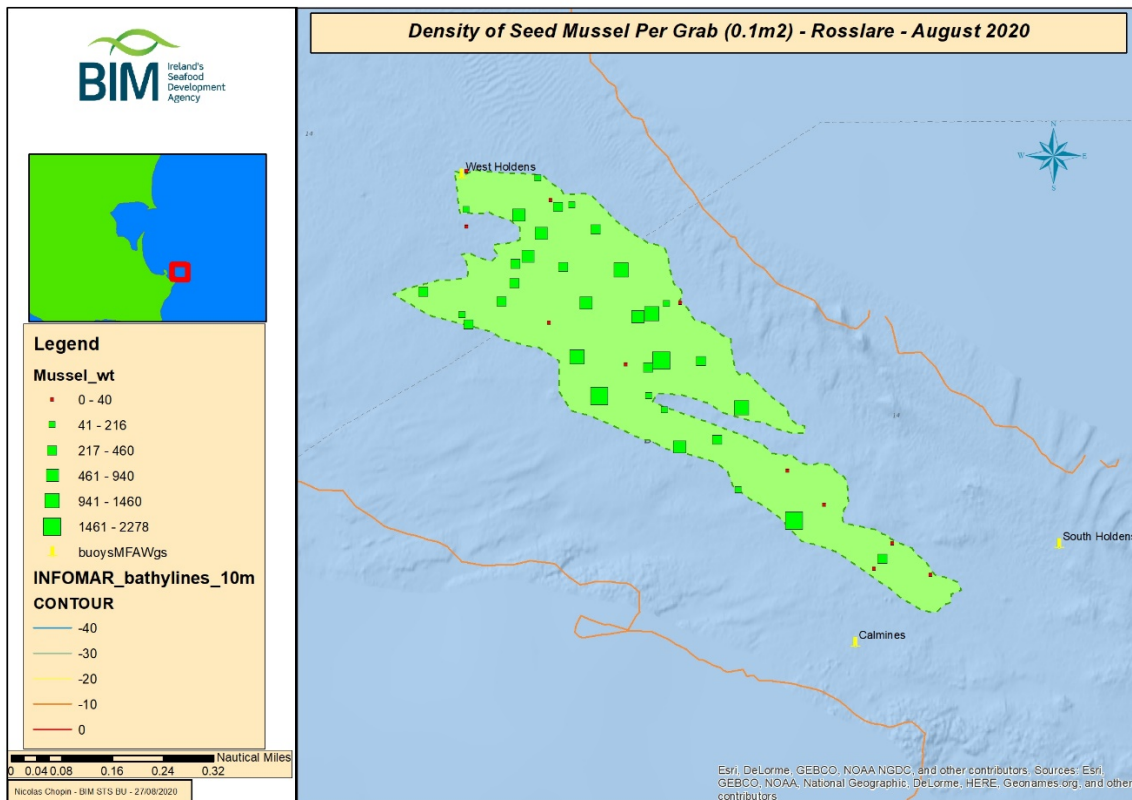 BIM
Ireland's
Seafood
Development
Agency
Density of Seed Mussel Per Grab (0.1m2) - Rosslare - August 2020
14
West Holdens
N
W
E
S
14
South Holdens
Calmines
Legend
Mussel_wt
0 - 40
41 - 216
217 - 460
461 - 940
941 - 1460
1461 - 2278
buoysMFAWgs
INFOMAR_bathylines_10m
CONTOUR
-40
-30
-20
-10
0
Nautical Miles
0 0.04 0.08 0.16 0.24 0.32
Nicolas Chopin - BIM STS BU - 27/08/2020
Esri, DeLorme, GEBCO, NOAA NGDC, and other contributors. Sources: Esri,
GEBCO, NOAA, National Geographic, DeLorme, HERE, Geonames.org, and other
contributors